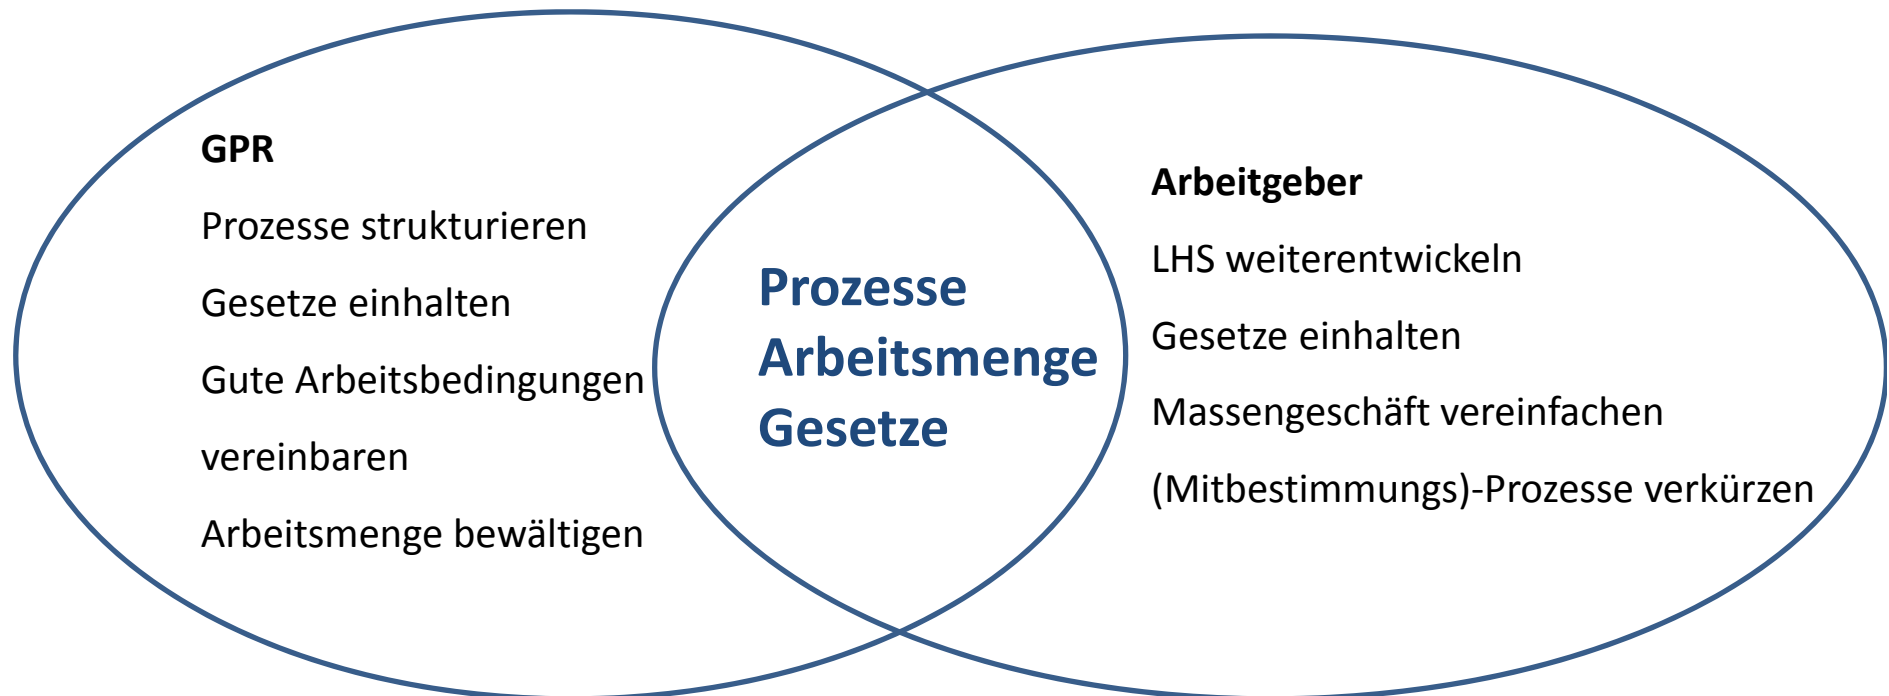 GPR
Prozesse strukturieren
Gesetze einhalten
Gute Arbeitsbedingungen
vereinbaren
Arbeitsmenge bewältigen
Prozesse
Arbeitsmenge
Gesetze
Arbeitgeber
LHS weiterentwickeln
Gesetze einhalten
Massengeschäft vereinfachen
(Mitbestimmungs)-Prozesse verkürzen